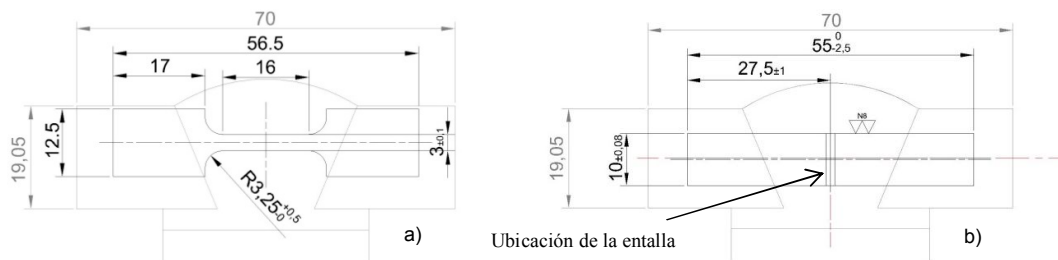 70
56.5
17
16
12.5
19,05
3±0,1
R3,25 +0,5 -0
a)
70
55 0 -2,5
27,5±1
N8
19,05
10±0,08
Ubicación de la entalla
b)